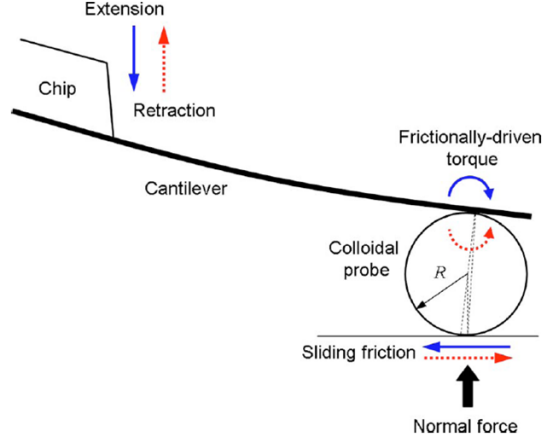 Extension
Chip
Retraction
Frictionally-driven
torque
Cantilever
Colloidal
probe
R
Sliding friction
Normal force